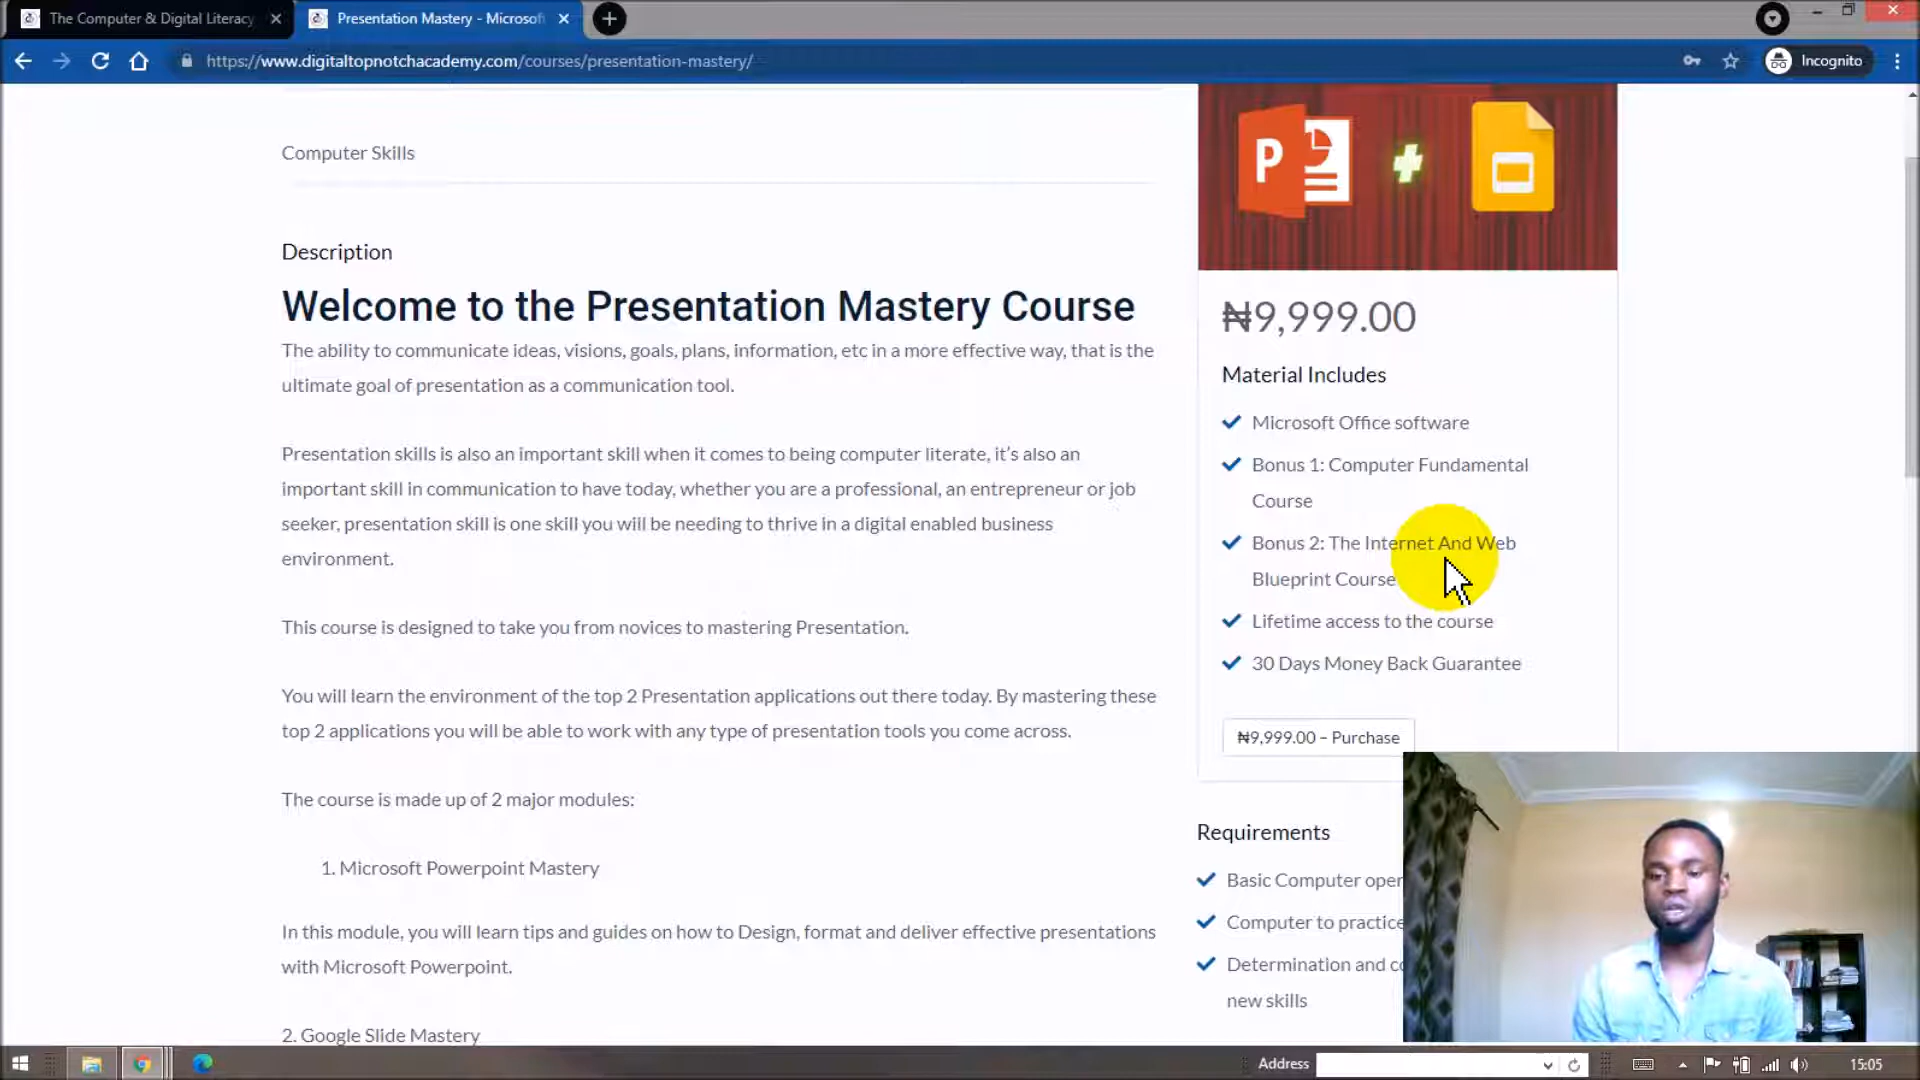 The Computer & Digital Literacy
Presentation Mastery - Microsof
https://www.digitaltopnotchacademy.com/courses/presentation-mastery/
Incognito
Computer Skills
Description
Welcome to the Presentation Mastery Course
The ability to communicate ideas, visions, goals, plans, information, etc in a more effective way, that is the
ultimate goal of presentation as a communication tool.
Presentation skills is also an important skill when it comes to being computer literate, it's also an
important skill in communication to have today, whether you are a professional, an entrepreneur or job
seeker, presentation skill is one skill you will be needing to thrive in a digital enabled business
environment.
This course is designed to take you from novices to mastering Presentation.
You will learn the environment of the top 2 Presentation applications out there today. By mastering these
top 2 applications you will be able to work with any type of presentation tools you come across.
The course is made up of 2 major modules:
1. Microsoft Powerpoint Mastery
In this module, you will learn tips and guides on how to Design, format and deliver effective presentations
with Microsoft Powerpoint.
2. Google Slide Mastery
P
₦9,999.00
Material Includes
Microsoft Office software
Bonus 1: Computer Fundamental
Course
Bonus 2: The Internet And Web
Blueprint Course
Lifetime access to the course
30 Days Money Back Guarantee
₦9,999.00 – Purchase
Requirements
Basic Computer oper
Computer to practice
Determination and co
new skills
Address
15:05